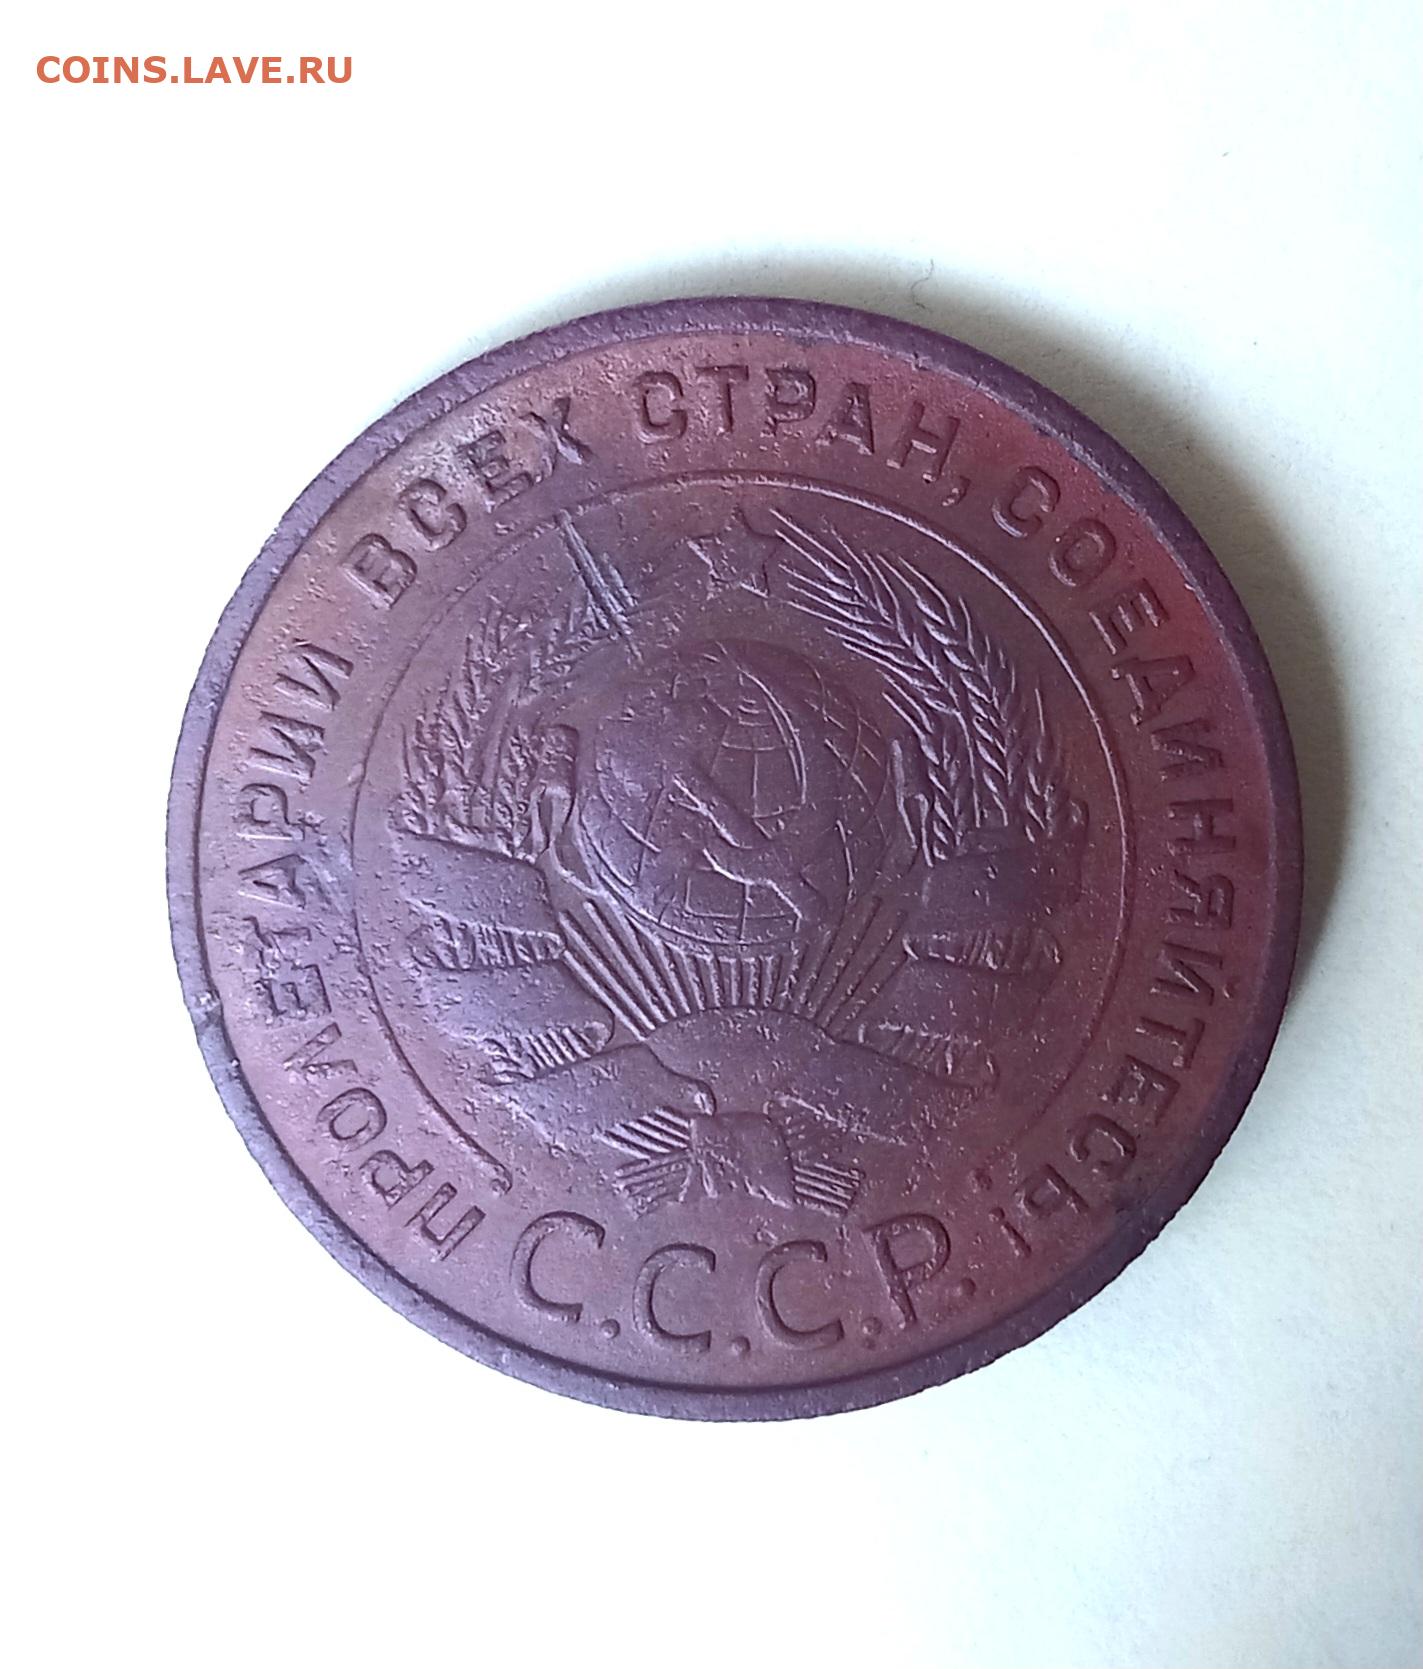 COINS.LAVE.RU
ПРОЛЕТАРИИ ВСЕХ СТРАН, СОЕДИНЯЙТЕСЬ!
С.С.С.Р.